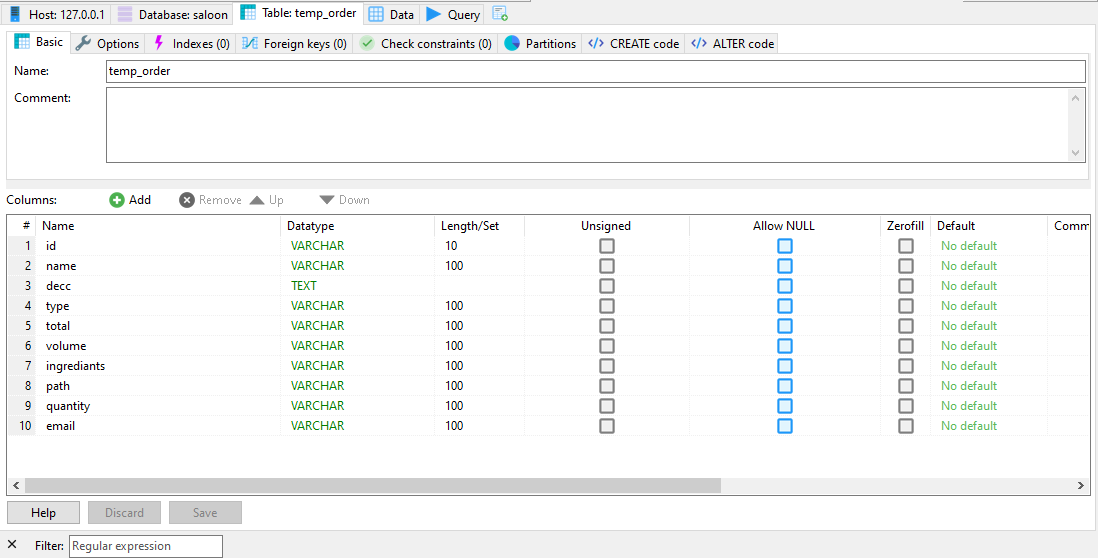 Host: 127.0.0.1 Database: saloon Table: temp_order Data Query
Basic Options Indexes (0) Foreign keys (0) Check constraints (0) Partitions </> CREATE code </> ALTER code
Name: temp_order
Comment:
Columns: Add Remove Up Down
# Name Datatype Length/Set Unsigned Allow NULL Zerofill Default Comm
1 id VARCHAR 10 No default
2 name VARCHAR 100 No default
3 decc TEXT No default
4 type VARCHAR 100 No default
5 total VARCHAR 100 No default
6 volume VARCHAR 100 No default
7 ingrediants VARCHAR 100 No default
8 path VARCHAR 100 No default
9 quantity VARCHAR 100 No default
10 email VARCHAR 100 No default
Help Discard Save
Filter: Regular expression